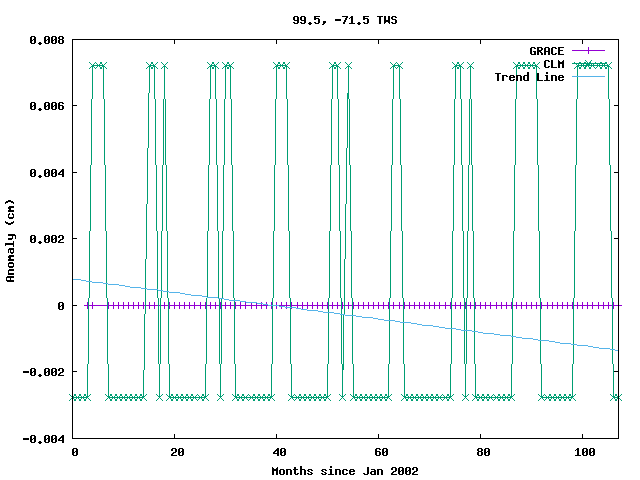 99.5, -71.5 TWS
0.008
GRACE
CLM
Trend Line
0.006
0.004
0.002
0
-0.002
-0.004
Anomaly (cm)
0 20 40 60 80 100
Months since Jan 2002